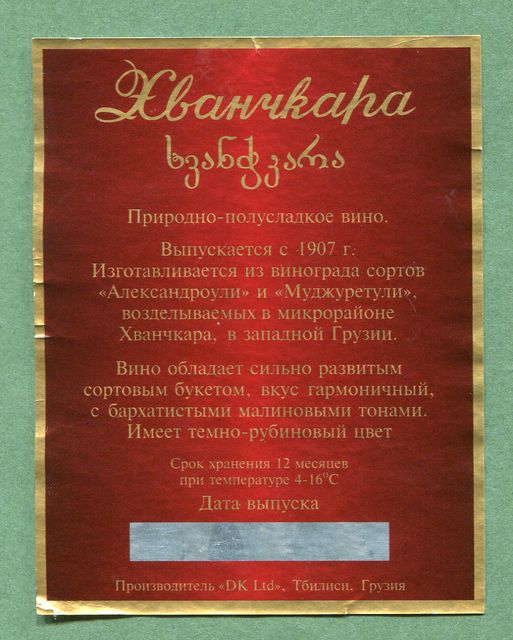 Хванчкара
ხვანჭკარა
Природно-полусладкое вино.
Выпускается с 1907 г.
Изготавливается из винограда сортов
«Александроули» и «Муджуретули»,
возделываемых в микрорайоне
Хванчкара, в западной Грузии.
Вино обладает сильно развитым
сортовым букетом, вкус гармоничный,
с бархатистыми малиновыми тонами.
Имеет темно-рубиновый цвет
Срок хранения 12 месяцев
при температуре 4-16°С
Дата выпуска
Производитель «DK Ltd», Тбилиси, Грузия